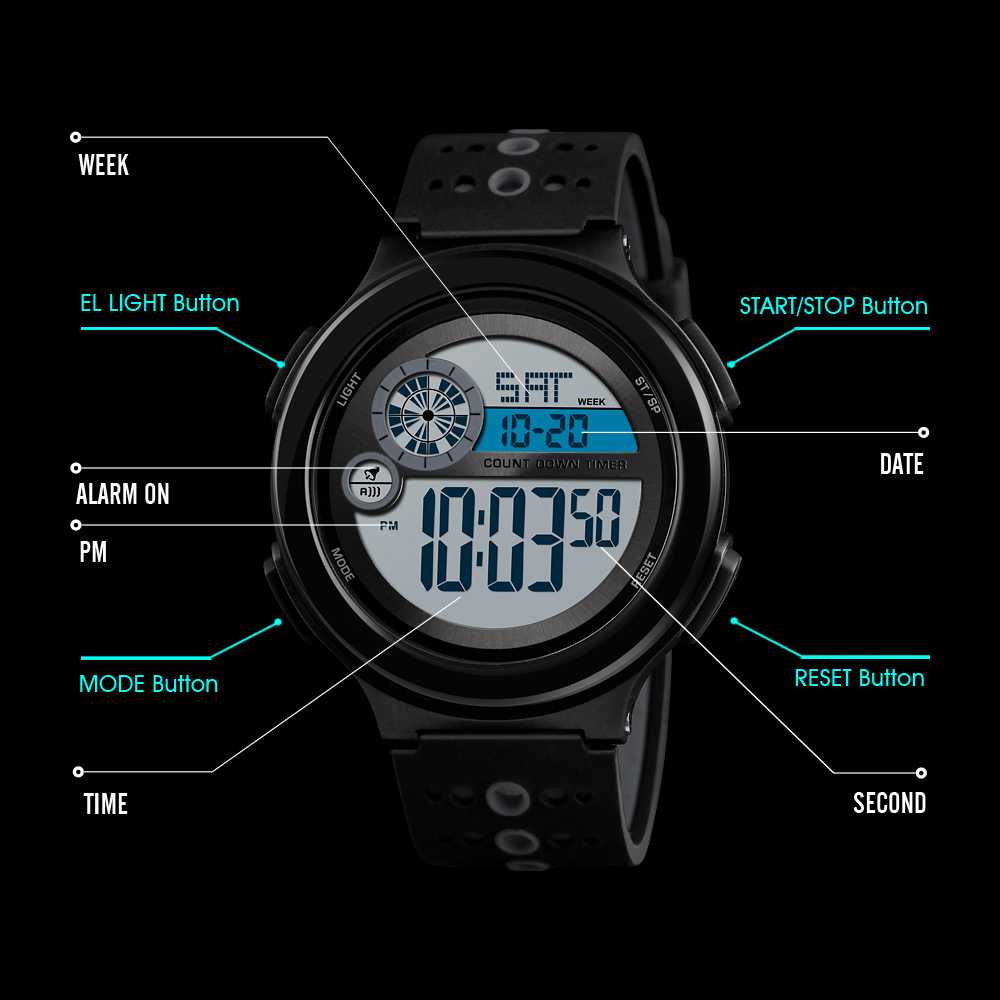 WEEK
EL LIGHT Button
START/STOP Button
LIGHT
ST/SP
SAT
WEEK
10-20
DATE
COUNT DOWN TIMER
ALARM ON
A)))
PM
PM
10:03 50
MODE
RESET
MODE Button
RESET Button
TIME
SECOND